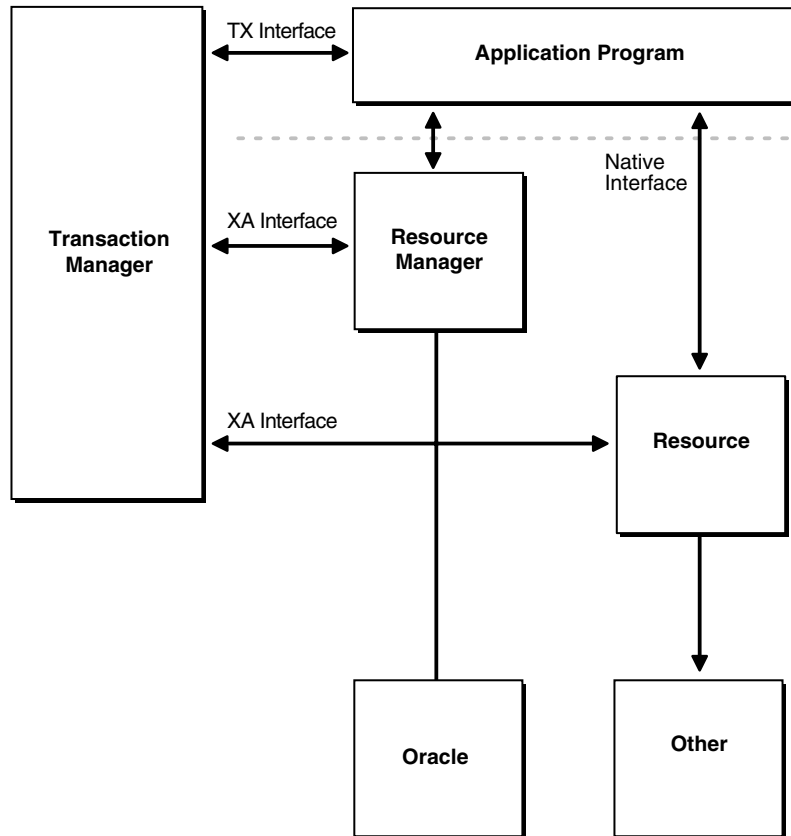 TX Interface
Application Program
Native
Interface
XA Interface
Transaction
Manager
Resource
Manager
XA Interface
Resource
Oracle
Other